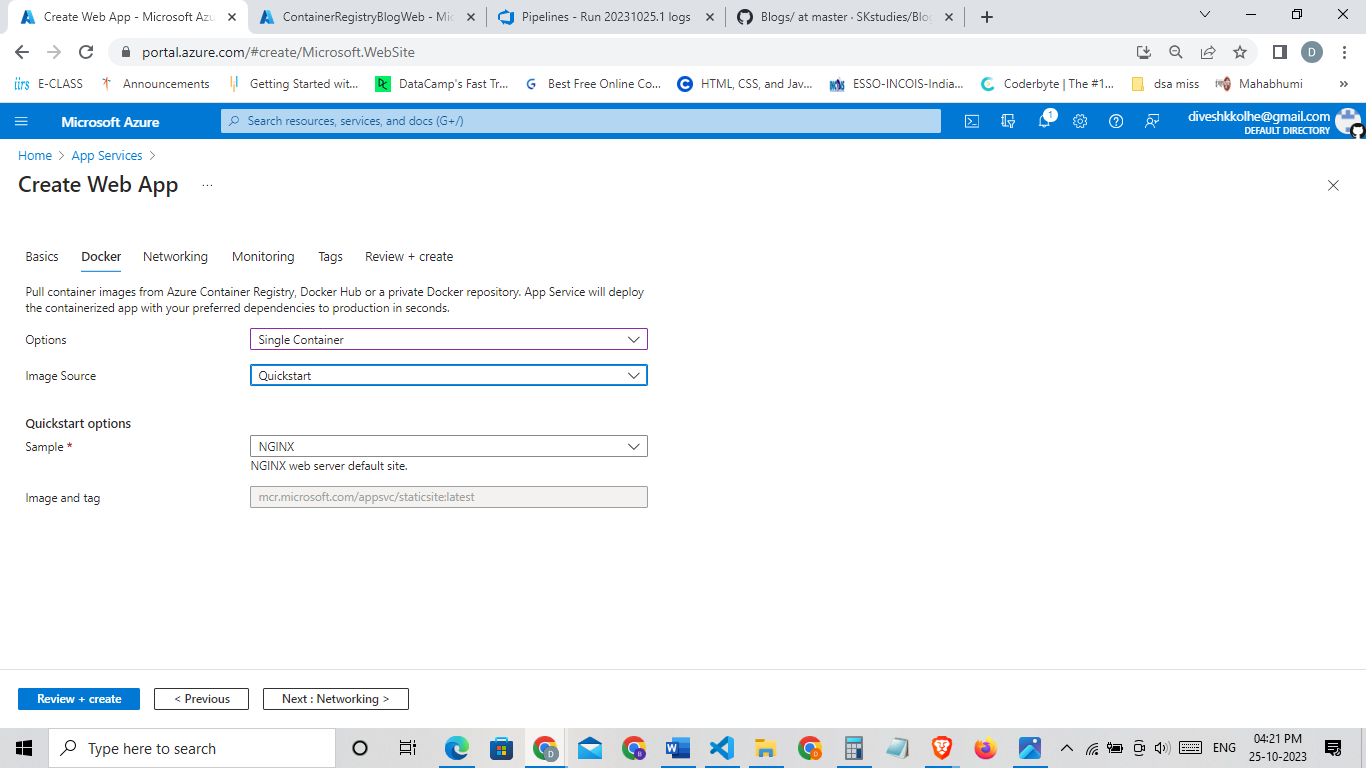 Create Web App - Microsoft Azu
ContainerRegistryBlogWeb - Mic
Pipelines - Run 20231025.1 logs
Blogs/ at master · SKstudies/Blog
portal.azure.com/#create/Microsoft.WebSite
D
iirs E-CLASS
Announcements
Getting Started wit...
DataCamp's Fast Tr...
Best Free Online Co...
HTML, CSS, and Jav...
ESSO-INCOIS-India...
Coderbyte | The #1...
dsa miss
Mahabhumi
Microsoft Azure
Search resources, services, and docs (G+/)
1
diveshkkolhe@gmail.com
DEFAULT DIRECTORY
Home > App Services >
Create Web App ...
Basics Docker Networking Monitoring Tags Review + create
Pull container images from Azure Container Registry, Docker Hub or a private Docker repository. App Service will deploy
the containerized app with your preferred dependencies to production in seconds.
Options Single Container
Image Source Quickstart
Quickstart options
Sample * NGINX
NGINX web server default site.
Image and tag mcr.microsoft.com/appsvc/staticsite:latest
Review + create < Previous Next : Networking >
Type here to search
ENG
04:21 PM
25-10-2023